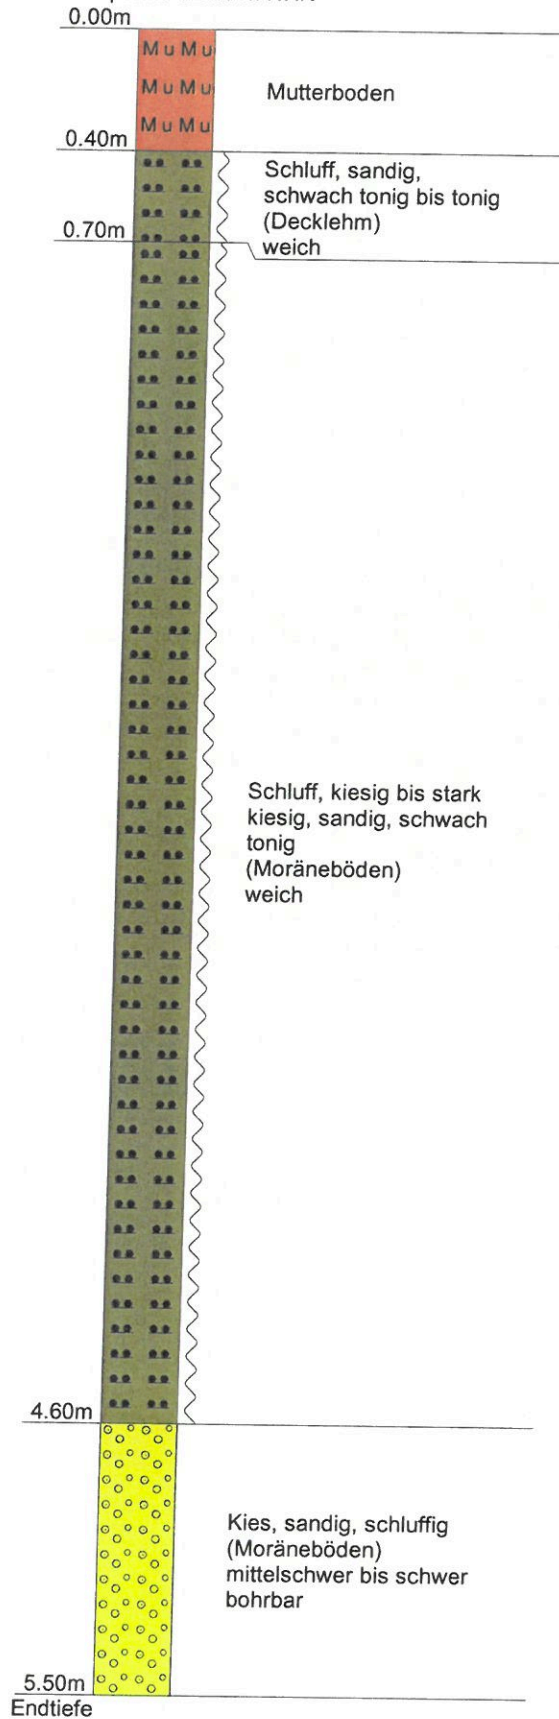 0.00m
Mu Mu
Mu Mu
Mu Mu
Mutterboden
0.40m
Schluff, sandig,
schwach tonig bis tonig
(Decklehm)
weich
0.70m
Schluff, kiesig bis stark
kiesig, sandig, schwach
tonig
(Moräneböden)
weich
4.60m
Kies, sandig, schluffig
(Moräneböden)
mittelschwer bis schwer
bohrbar
5.50m
Endtiefe